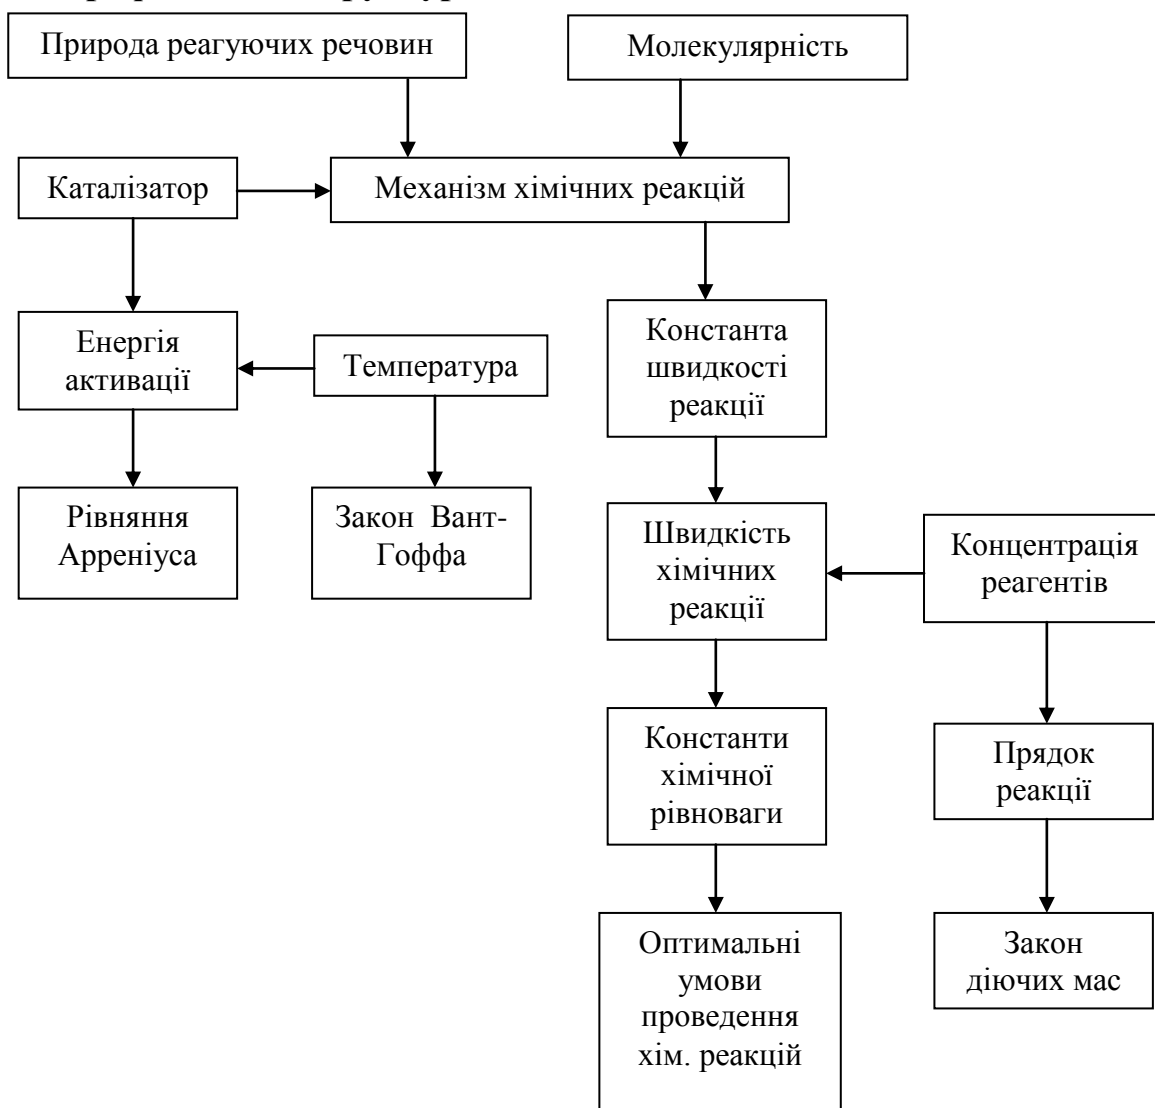 Природа реагуючих речовин
Молекулярність
Каталізатор
Механізм хімічних реакцій
Енергія
активації
Температура
Константа
швидкості
реакції
Рівняння
Арреніуса
Закон Вант-
Гоффа
Швидкість
хімічних
реакції
Концентрація
реагентів
Константи
хімічної
рівноваги
Прядок
реакції
Оптимальні
умови
проведення
хім. реакцій
Закон
діючих мас